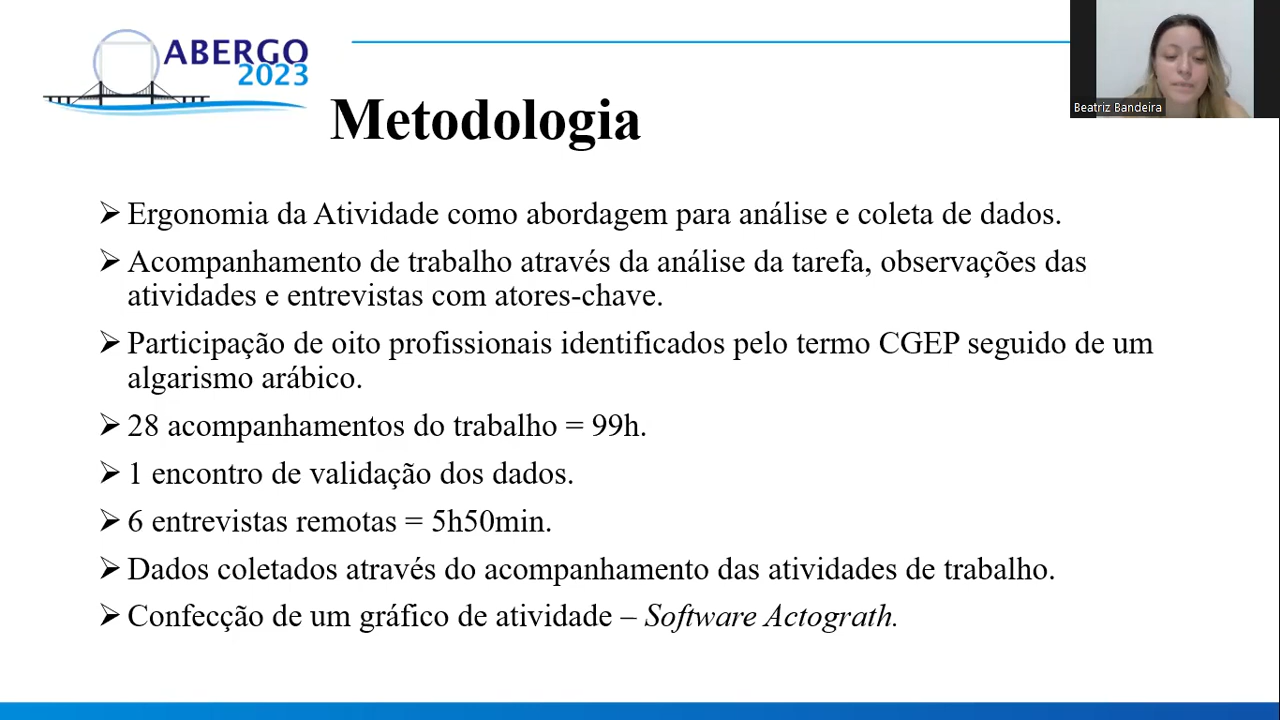 ABERGO
2023
Beatriz Bandeira
Metodologia
➢ Ergonomia da Atividade como abordagem para análise e coleta de dados.
➢ Acompanhamento de trabalho através da análise da tarefa, observações das
atividades e entrevistas com atores-chave.
➢ Participação de oito profissionais identificados pelo termo CGEP seguido de um
algarismo arábico.
➢ 28 acompanhamentos do trabalho = 99h.
➢ 1 encontro de validação dos dados.
➢ 6 entrevistas remotas = 5h50min.
➢ Dados coletados através do acompanhamento das atividades de trabalho.
➢ Confecção de um gráfico de atividade – Software Actograth.